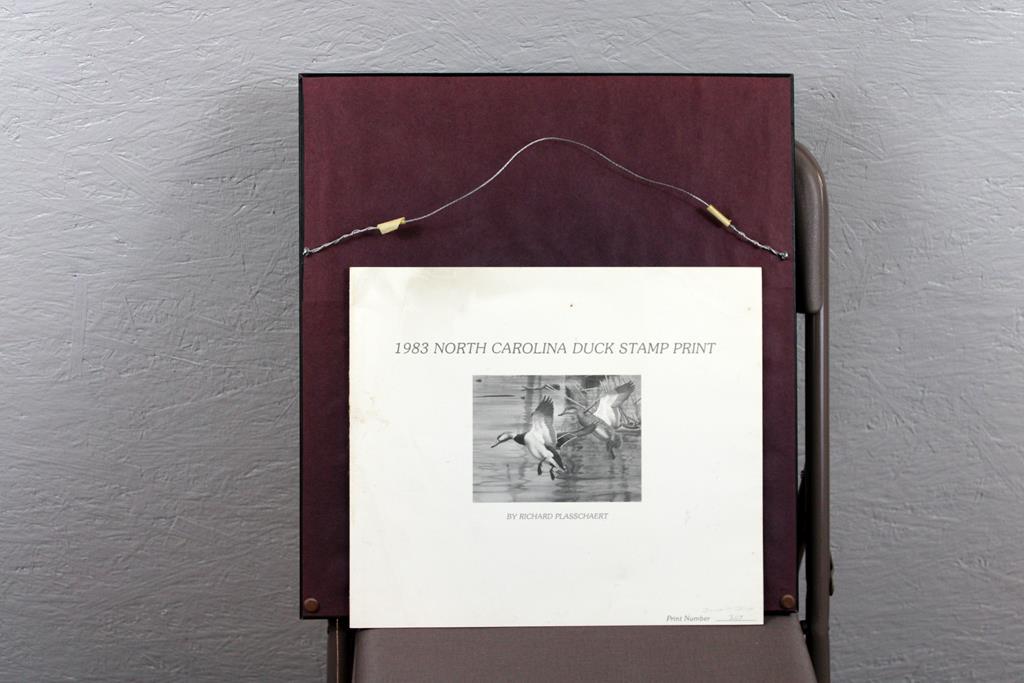 1983 NORTH CAROLINA DUCK STAMP PRINT
BY RICHARD PLASSCHAERT
Print Number